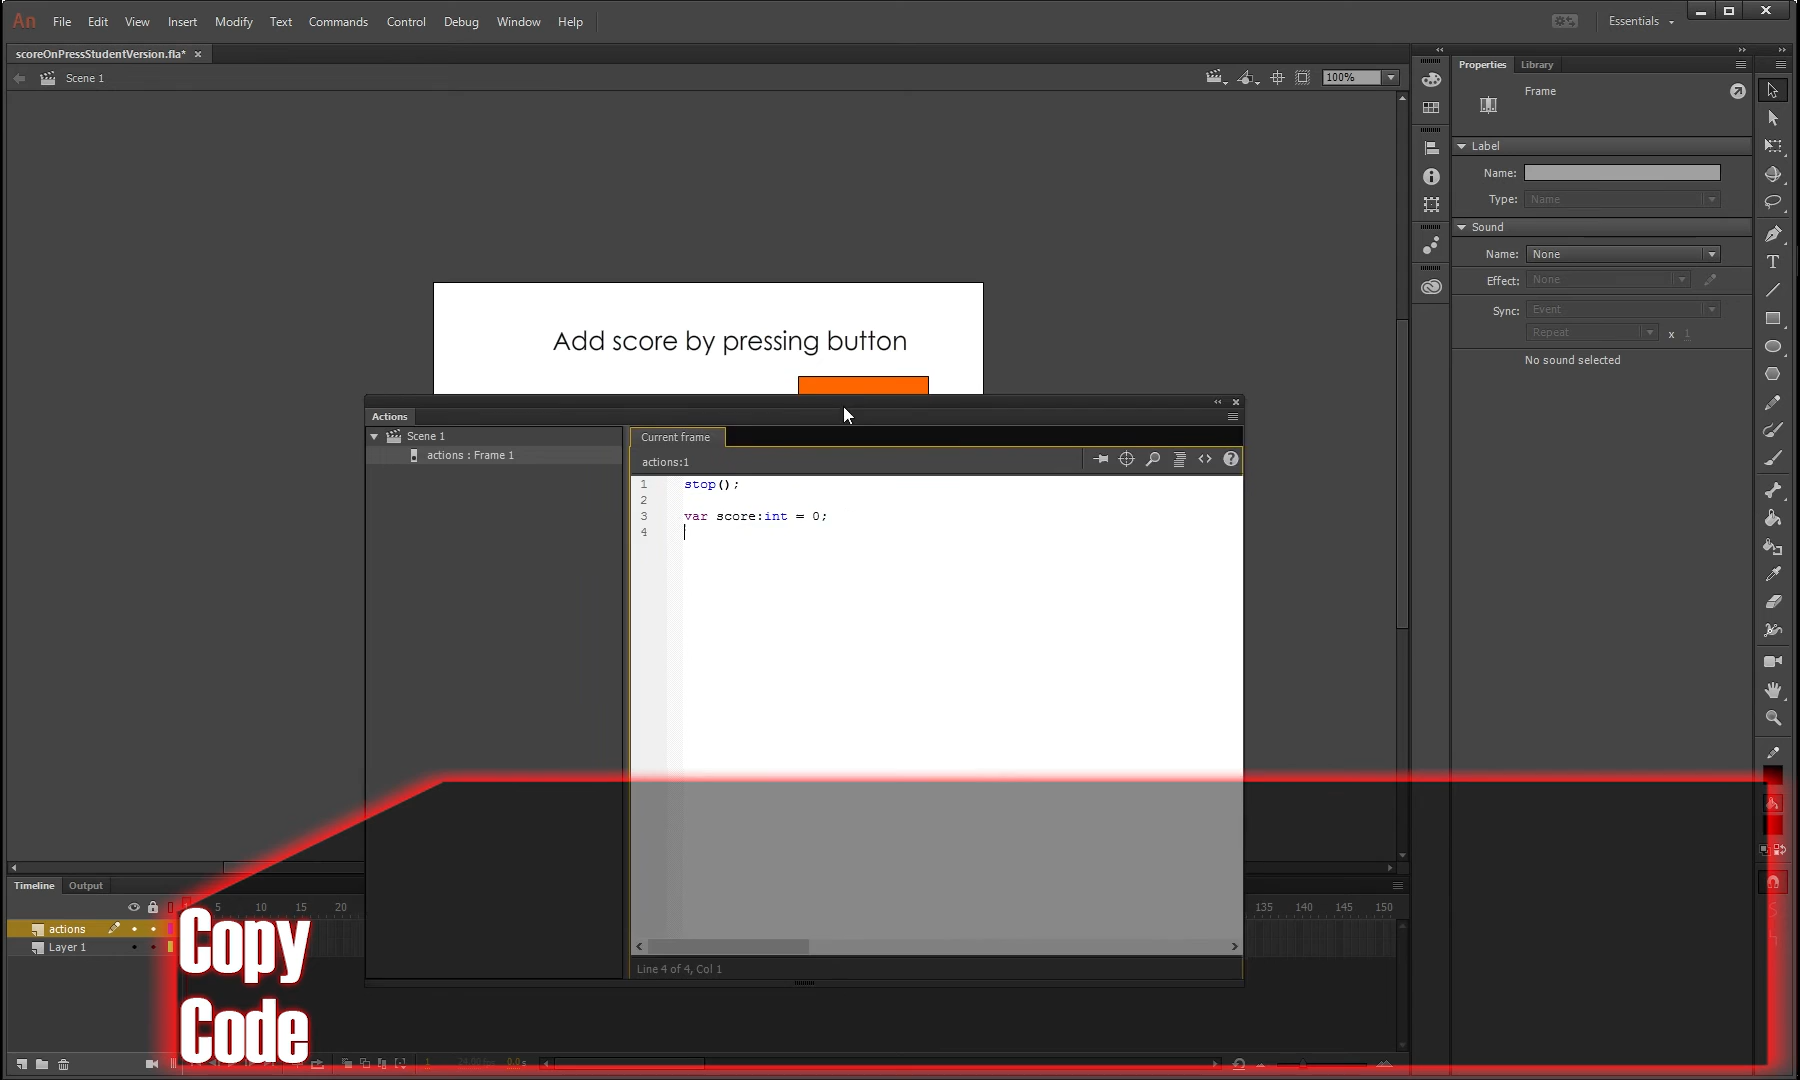 An File Edit View Insert Modify Text Commands Control Debug Window Help Essentials
scoreOnPressStudentVersion.fla* x
Scene 1 100%
Properties Library
Frame
Label
Name:
Type: Name
Sound
Name: None
Effect: None
Sync: Event
Repeat x 1
No sound selected
Add score by pressing button
Actions
Scene 1
actions : Frame 1
Current frame
actions:1
1 stop();
2
3 var score:int = 0;
4
Line 4 of 4, Col 1
Timeline Output
5 10 15 20 135 140 145 150
actions
Layer 1
Copy
Code
1 0.0s